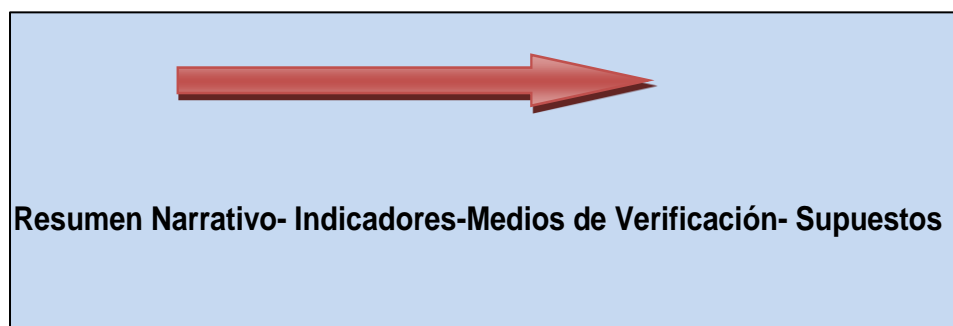 Resumen Narrativo- Indicadores-Medios de Verificación- Supuestos